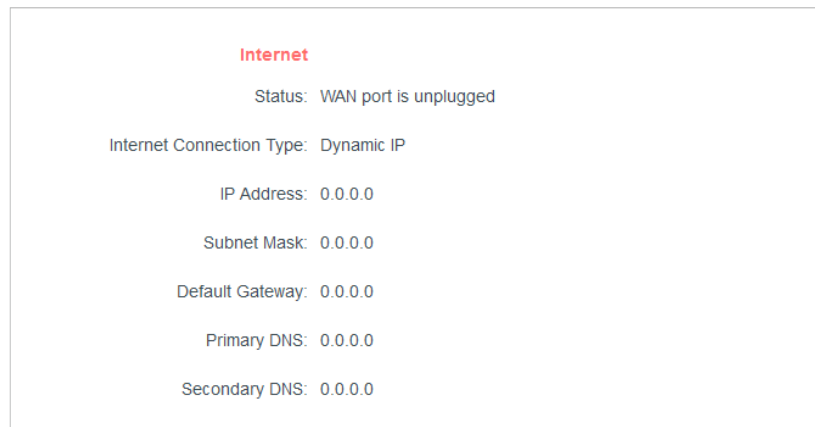 Internet
Status: WAN port is unplugged
Internet Connection Type: Dynamic IP
IP Address: 0.0.0.0
Subnet Mask: 0.0.0.0
Default Gateway: 0.0.0.0
Primary DNS: 0.0.0.0
Secondary DNS: 0.0.0.0